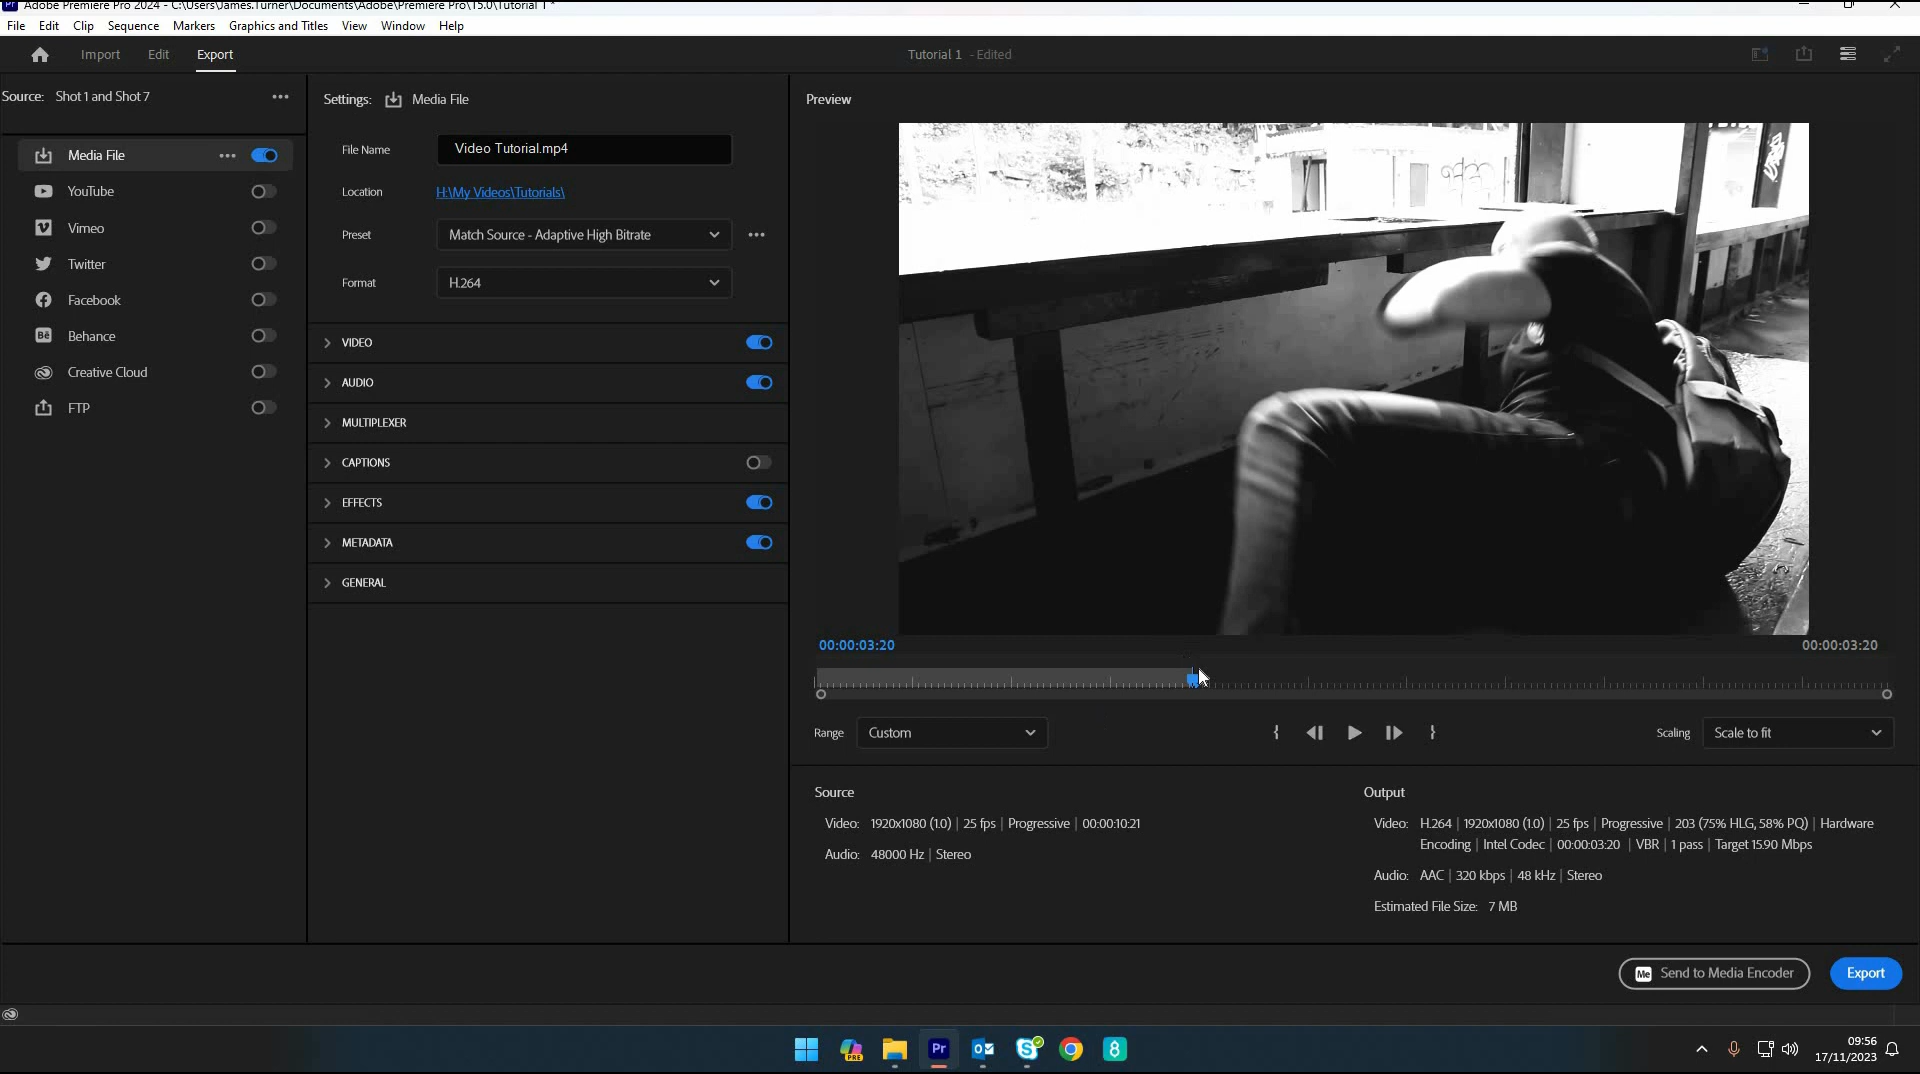 Adobe Premiere Pro 2024 - C:\Users\James.Turner\Documents\Adobe\Premiere Pro\15.0\Tutorial 1 *
File Edit Clip Sequence Markers Graphics and Titles View Window Help
Import Edit Export
Tutorial 1 - Edited
Source: Shot 1 and Shot 7
Media File
YouTube
Vimeo
Twitter
Facebook
Behance
Creative Cloud
FTP
Settings: Media File
File Name Video Tutorial.mp4
Location H:\My Videos\Tutorials\
Preset Match Source - Adaptive High Bitrate
Format H.264
VIDEO
AUDIO
MULTIPLEXER
CAPTIONS
EFFECTS
METADATA
GENERAL
Preview
00:00:03:20 00:00:03:20
Range Custom
Scaling Scale to fit
Source
Video: 1920x1080 (1.0) | 25 fps | Progressive | 00:00:10:21
Audio: 48000 Hz | Stereo
Output
Video: H.264 | 1920x1080 (1.0) | 25 fps | Progressive | 203 (75% HLG, 58% PQ) | Hardware
Encoding | Intel Codec | 00:00:03:20 | VBR | 1 pass | Target 15.90 Mbps
Audio: AAC | 320 kbps | 48 kHz | Stereo
Estimated File Size: 7 MB
Me Send to Media Encoder
Export
PRE
Pr
09:56
17/11/2023